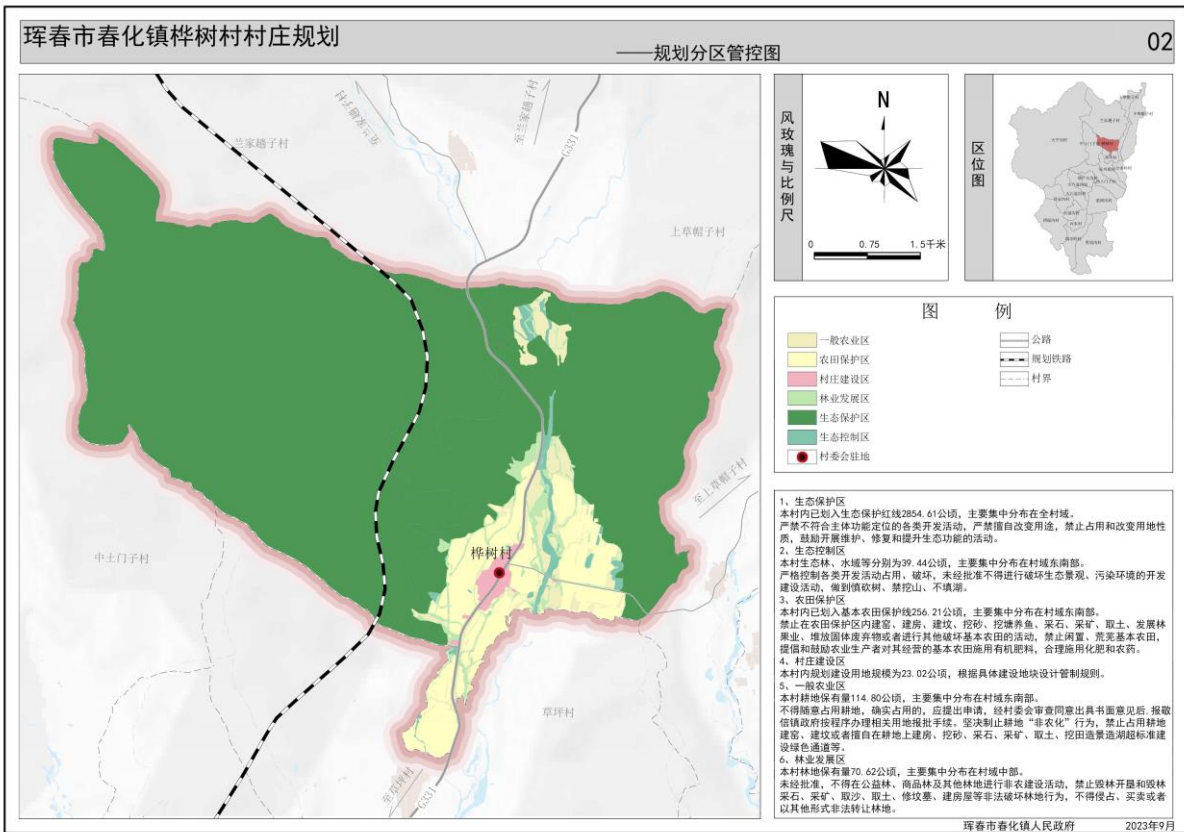 珲春市春化镇桦树村村庄规划
——规划分区管控图
02
兰家趟子村
至兰家趟子村
G331
上草帽子村
至上草帽子村
中土门子村
桦树村
草坪村
至草坪村
G331
风玫瑰与比例尺
N
0 0.75 1.5千米
区位图
图 例
一般农业区
农田保护区
村庄建设区
林业发展区
生态保护区
生态控制区
村委会驻地
公路
规划铁路
村界
1、生态保护区
本村内已划入生态保护红线2854.61公顷，主要集中分布在全村域。
严禁不符合主体功能定位的各类开发活动，严禁擅自改变用途，禁止占用和改变用地性
质，鼓励开展维护、修复和提升生态功能的活动。
2、生态控制区
本村生态林、水域等分别为39.44公顷，主要集中分布在村域东南部。
严格控制各类开发活动占用、破坏，未经批准不得进行破坏生态景观、污染环境的开发
建设活动，做到慎砍树、禁挖山、不填湖。
3、农田保护区
本村内已划入基本农田保护线256.21公顷，主要集中分布在村域东南部。
禁止在农田保护区内建窑、建房、建坟、挖砂、挖塘养鱼、采石、采矿、取土、发展林
果业、堆放固体废弃物或者进行其他破坏基本农田的活动，禁止闲置、荒芜基本农田，
提倡和鼓励农业生产者对其经营的基本农田施用有机肥料，合理施用化肥和农药。
4、村庄建设区
本村内规划建设用地规模为23.02公顷，根据具体建设地块设计管制规则。
5、一般农业区
本村耕地保有量114.80公顷，主要集中分布在村域东南部。
不得随意占用耕地，确实占用的，应提出申请，经村委会审查同意出具书面意见后.报敬
信镇政府按程序办理相关用地报批手续。坚决制止耕地“非农化”行为，禁止占用耕地
建窑、建坟或者擅自在耕地上建房、挖砂、采石、采矿、取土、挖田造景造湖超标准建
设绿色通道等。
6、林业发展区
本村林地保有量70.62公顷，主要集中分布在村域中部。
未经批准，不得在公益林、商品林及其他林地进行非农建设活动，禁止毁林开垦和毁林
采石、采矿、取沙、取土、修坟墓、建房屋等非法破坏林地行为，不得侵占、买卖或者
以其他形式非法转让林地。
珲春市春化镇人民政府 2023年9月